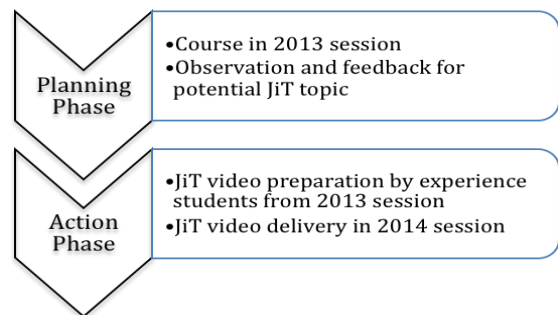 Planning
Phase
•Course in 2013 session
•Observation and feedback for
potential JiT topic
Action
Phase
•JiT video preparation by experience
students from 2013 session
•JiT video delivery in 2014 session